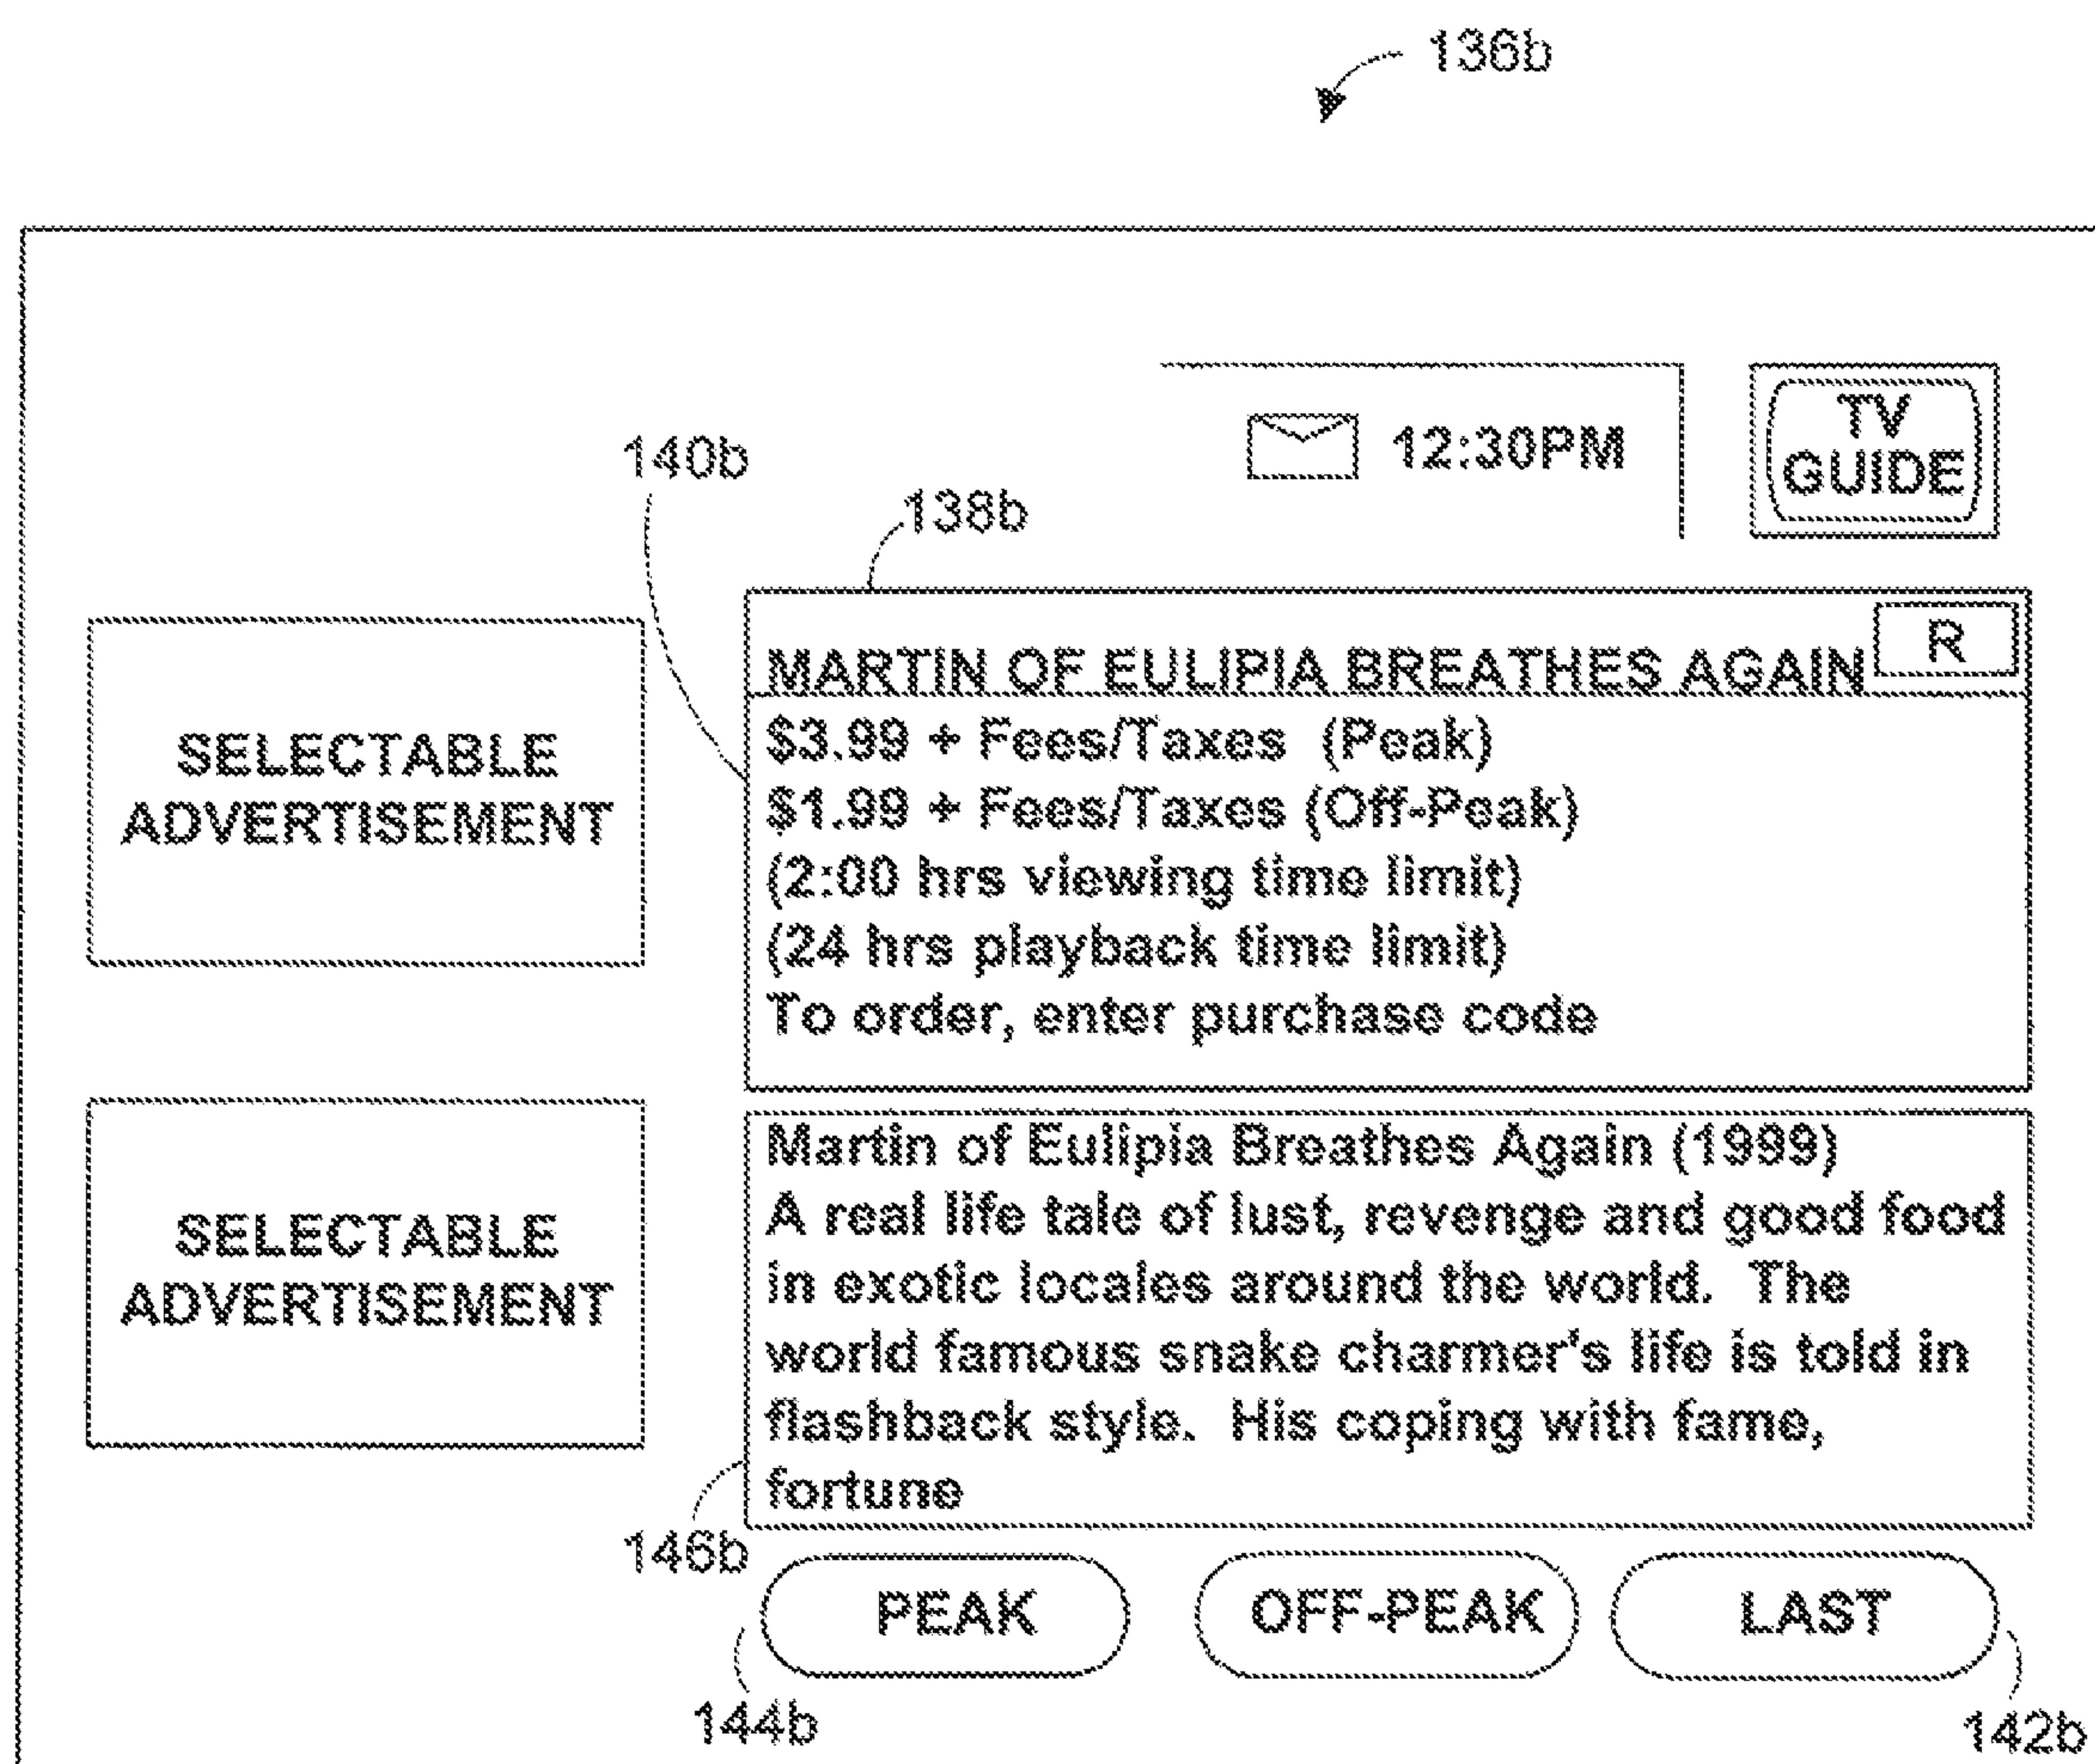 136b
12:30PM
TV
GUIDE
140b
138b
MARTIN OF EULIPIA BREATHES AGAIN
R
$3.99 + Fees/Taxes (Peak)
$1.99 + Fees/Taxes (Off-Peak)
(2:00 hrs viewing time limit)
(24 hrs playback time limit)
To order, enter purchase code
SELECTABLE
ADVERTISEMENT
SELECTABLE
ADVERTISEMENT
Martin of Eulipia Breathes Again (1999)
A real life tale of lust, revenge and good food
in exotic locales around the world. The
world famous snake charmer's life is told in
flashback style. His coping with fame,
fortune
146b
PEAK
OFF-PEAK
LAST
144b
142b